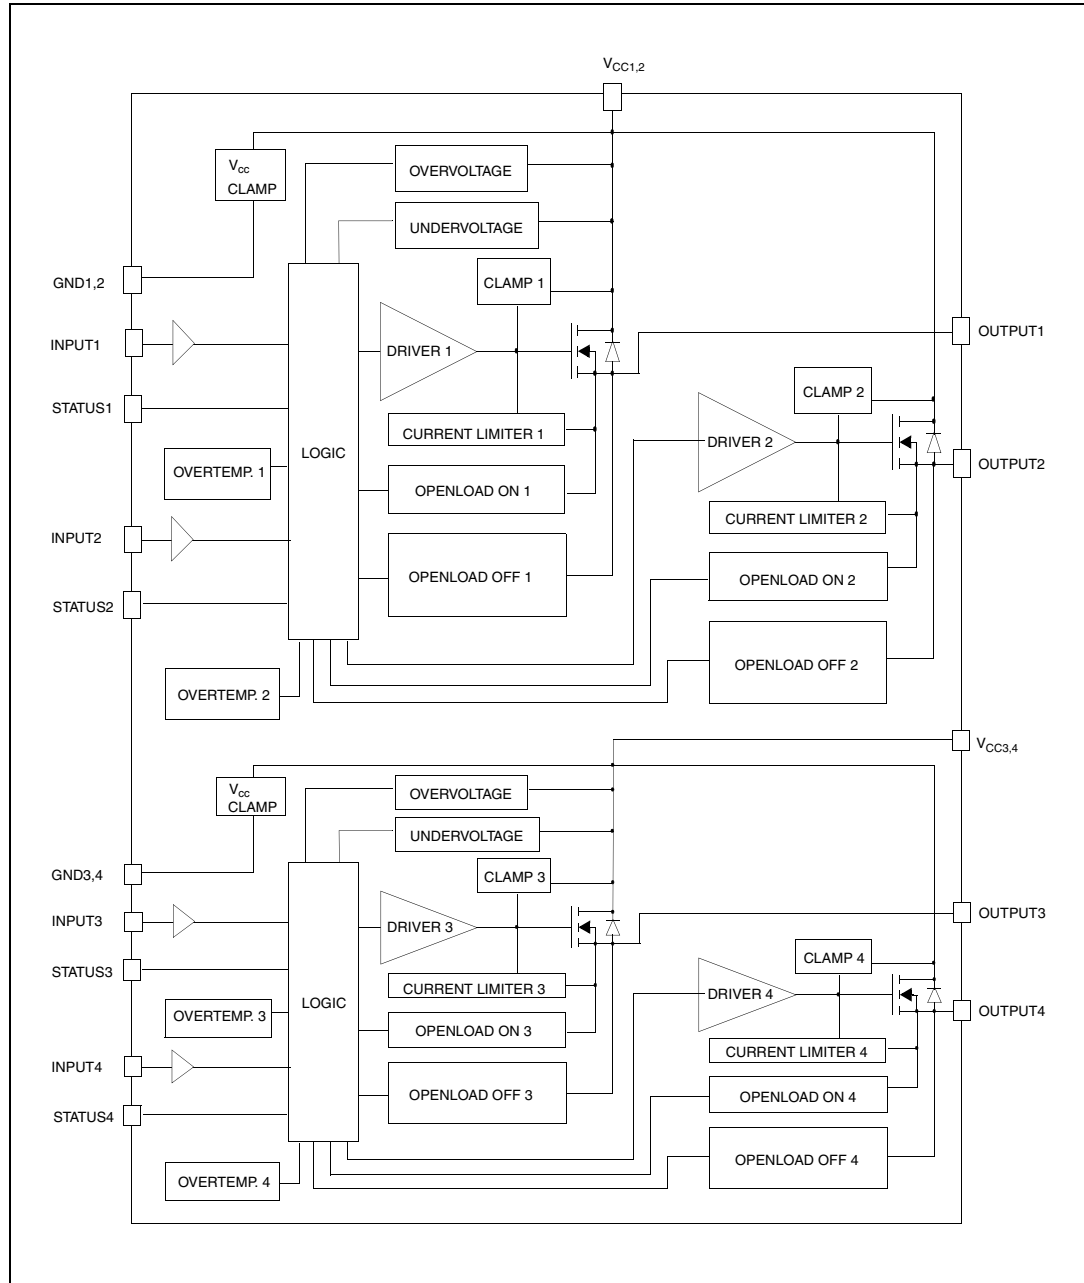 VCC1,2
Vcc
CLAMP
OVERVOLTAGE
UNDERVOLTAGE
GND1,2
CLAMP 1
INPUT1
DRIVER 1
OUTPUT1
STATUS1
CLAMP 2
CURRENT LIMITER 1
LOGIC
DRIVER 2
OVERTEMP. 1
OPENLOAD ON 1
OUTPUT2
CURRENT LIMITER 2
INPUT2
OPENLOAD OFF 1
OPENLOAD ON 2
STATUS2
OPENLOAD OFF 2
OVERTEMP. 2
VCC3,4
Vcc
CLAMP
OVERVOLTAGE
UNDERVOLTAGE
GND3,4
CLAMP 3
INPUT3
DRIVER 3
OUTPUT3
STATUS3
CLAMP 4
CURRENT LIMITER 3
LOGIC
DRIVER 4
OVERTEMP. 3
OPENLOAD ON 3
OUTPUT4
CURRENT LIMITER 4
INPUT4
OPENLOAD OFF 3
OPENLOAD ON 4
STATUS4
OPENLOAD OFF 4
OVERTEMP. 4